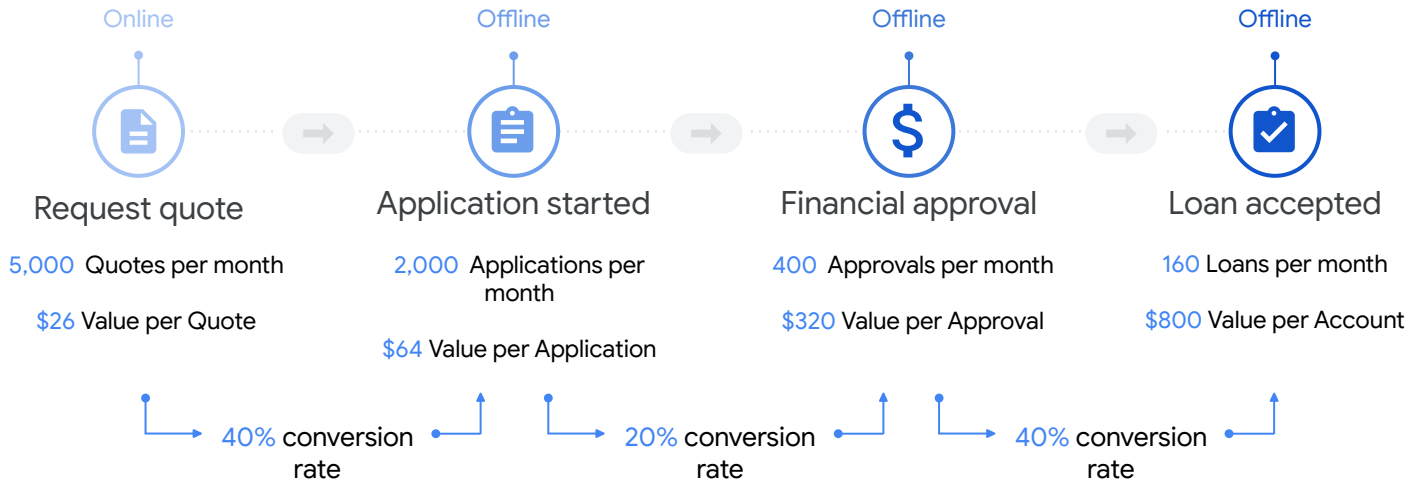 Online
Offline
Offline
Offline
$
Request quote
Application started
Financial approval
Loan accepted
5,000 Quotes per month
$26 Value per Quote
2,000 Applications per
month
$64 Value per Application
400 Approvals per month
$320 Value per Approval
160 Loans per month
$800 Value per Account
40% conversion
rate
20% conversion
rate
40% conversion
rate